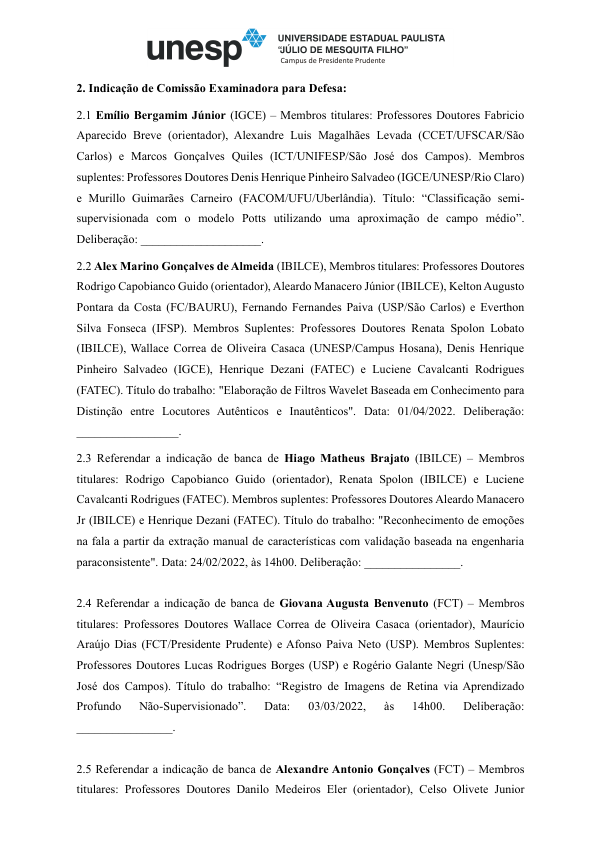 unesp
UNIVERSIDADE ESTADUAL PAULISTA
“JÚLIO DE MESQUITA FILHO”
Campus de Presidente Prudente
2. Indicação de Comissão Examinadora para Defesa:
2.1 Emílio Bergamim Júnior (IGCE) – Membros titulares: Professores Doutores Fabricio
Aparecido Breve (orientador), Alexandre Luis Magalhães Levada (CCET/UFSCAR/São
Carlos) e Marcos Gonçalves Quiles (ICT/UNIFESP/São José dos Campos). Membros
suplentes: Professores Doutores Denis Henrique Pinheiro Salvadeo (IGCE/UNESP/Rio Claro)
e Murillo Guimarães Carneiro (FACOM/UFU/Uberlândia). Título: “Classificação semi-
supervisionada com o modelo Potts utilizando uma aproximação de campo médio”.
Deliberação: ____________________.
2.2 Alex Marino Gonçalves de Almeida (IBILCE), Membros titulares: Professores Doutores
Rodrigo Capobianco Guido (orientador), Aleardo Manacero Júnior (IBILCE), Kelton Augusto
Pontara da Costa (FC/BAURU), Fernando Fernandes Paiva (USP/São Carlos) e Everthon
Silva Fonseca (IFSP). Membros Suplentes: Professores Doutores Renata Spolon Lobato
(IBILCE), Wallace Correa de Oliveira Casaca (UNESP/Campus Hosana), Denis Henrique
Pinheiro Salvadeo (IGCE), Henrique Dezani (FATEC) e Luciene Cavalcanti Rodrigues
(FATEC). Título do trabalho: "Elaboração de Filtros Wavelet Baseada em Conhecimento para
Distinção entre Locutores Autênticos e Inautênticos". Data: 01/04/2022. Deliberação:
_________________.
2.3 Referendar a indicação de banca de Hiago Matheus Brajato (IBILCE) – Membros
titulares: Rodrigo Capobianco Guido (orientador), Renata Spolon (IBILCE) e Luciene
Cavalcanti Rodrigues (FATEC). Membros suplentes: Professores Doutores Aleardo Manacero
Jr (IBILCE) e Henrique Dezani (FATEC). Título do trabalho: "Reconhecimento de emoções
na fala a partir da extração manual de características com validação baseada na engenharia
paraconsistente". Data: 24/02/2022, às 14h00. Deliberação: ________________.
2.4 Referendar a indicação de banca de Giovana Augusta Benvenuto (FCT) – Membros
titulares: Professores Doutores Wallace Correa de Oliveira Casaca (orientador), Maurício
Araújo Dias (FCT/Presidente Prudente) e Afonso Paiva Neto (USP). Membros Suplentes:
Professores Doutores Lucas Rodrigues Borges (USP) e Rogério Galante Negri (Unesp/São
José dos Campos). Título do trabalho: “Registro de Imagens de Retina via Aprendizado
Profundo Não-Supervisionado”. Data: 03/03/2022, às 14h00. Deliberação:
________________.
2.5 Referendar a indicação de banca de Alexandre Antonio Gonçalves (FCT) – Membros
titulares: Professores Doutores Danilo Medeiros Eler (orientador), Celso Olivete Junior